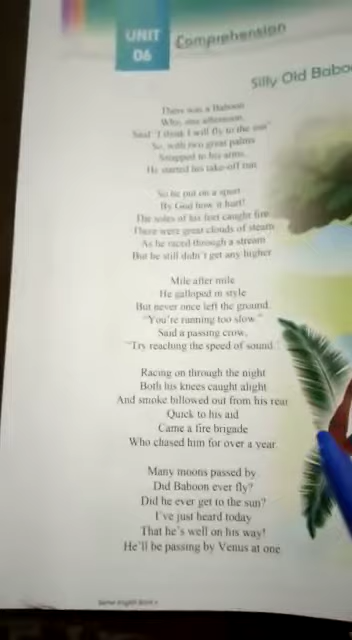 UNIT
06
Comprehension
Silly Old Baboo
There was a Baboon
Who, one afternoon,
Said "I think I will fly to the sun"
So, with two great palms
Strapped to his arms,
He started his take-off run

So he put on a spurt
By God how it hurt!
The soles of his feet caught fire
There were great clouds of steam
As he raced through a stream
But he still didn't get any higher

Mile after mile
He galloped in style
But never once left the ground.
"You're running too slow."
Said a passing crow,
"Try reaching the speed of sound.

Racing on through the night
Both his knees caught alight
And smoke billowed out from his rear
Quick to his aid
Came a fire brigade
Who chased him for over a year

Many moons passed by
Did Baboon ever fly?
Did he ever get to the sun?
I've just heard today
That he's well on his way!
He'll be passing by Venus at one
English Book